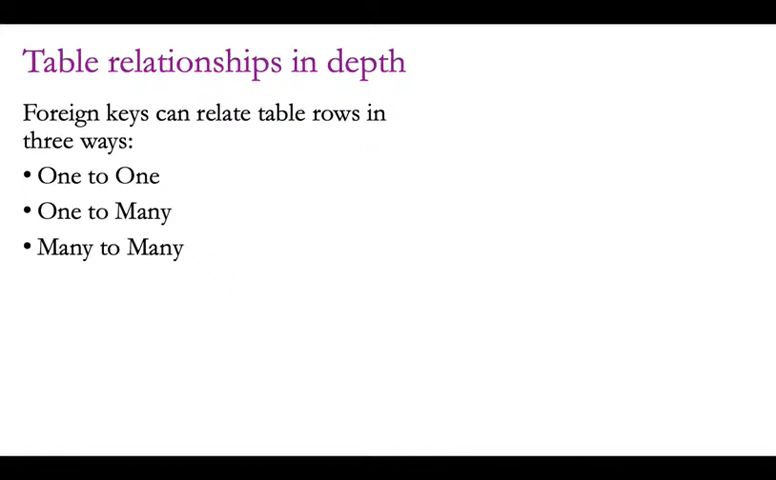 Table relationships in depth
Foreign keys can relate table rows in
three ways:
• One to One
• One to Many
• Many to Many